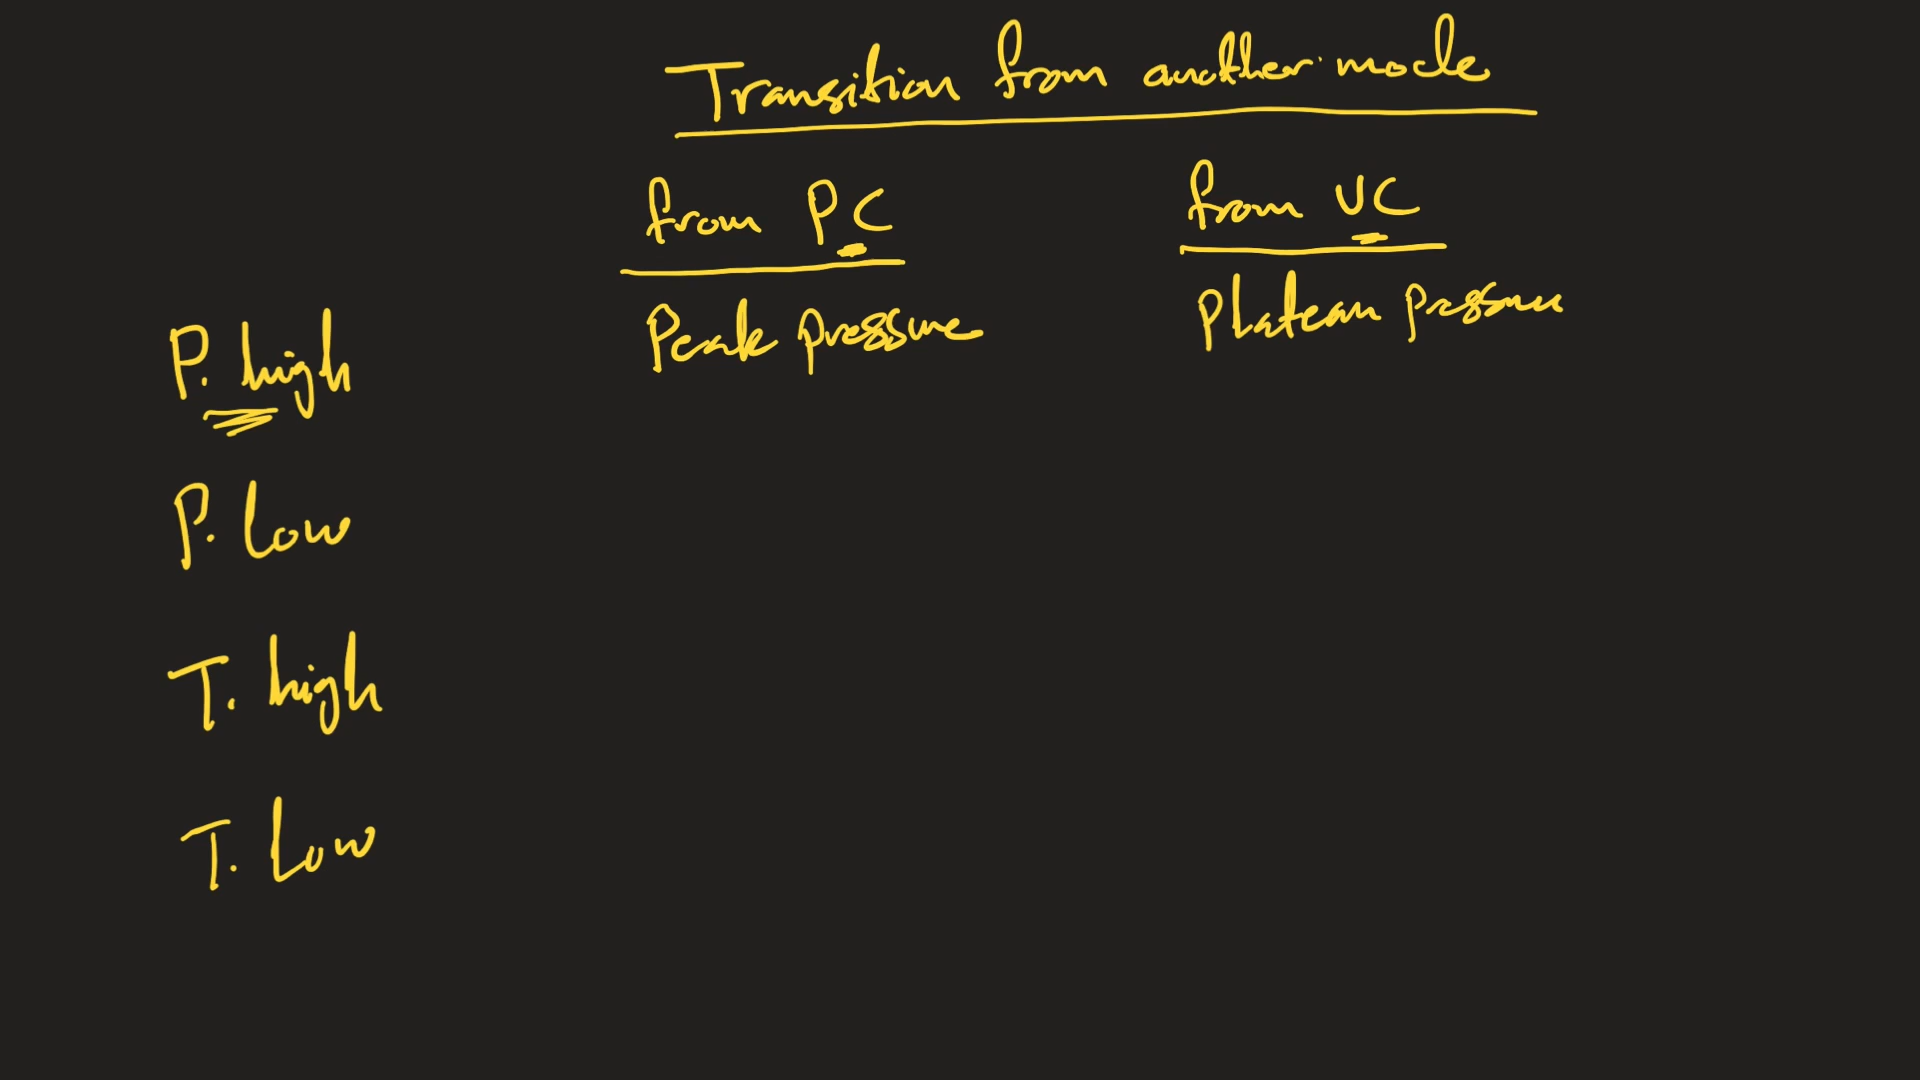 Transition from another mode
from PC
from VC
P. high
Peak pressure
Plateau pressure
P. Low
T. high
T. Low